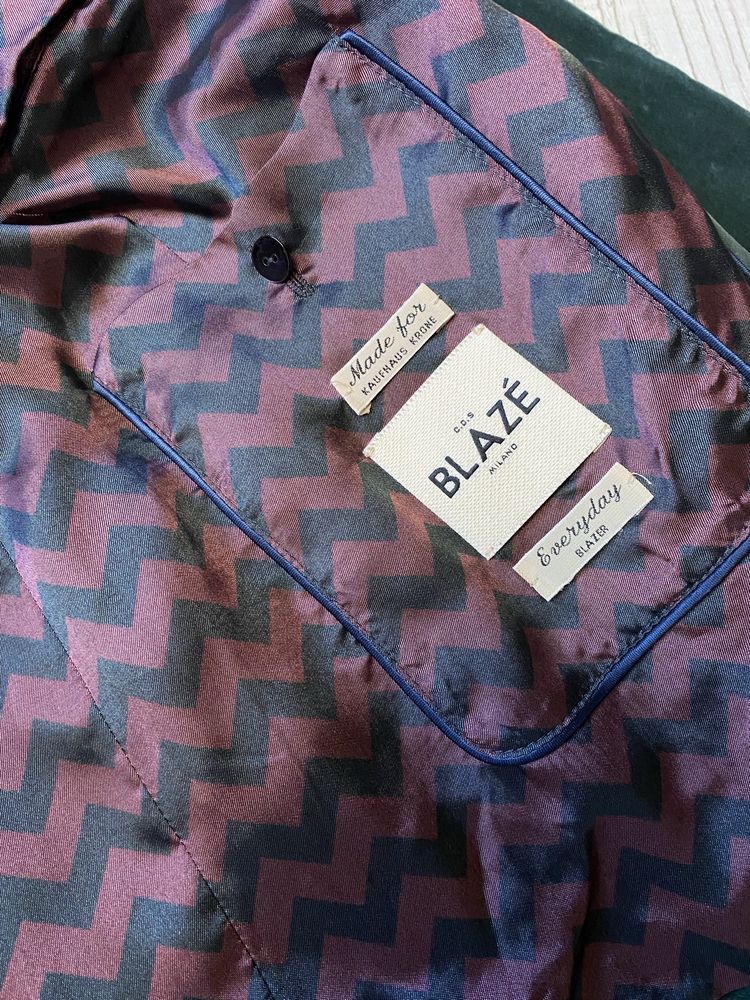 Made for
KAUFHAUS KRONE
C.D.S
BLAZÉ
MILANO
Everyday
BLAZER